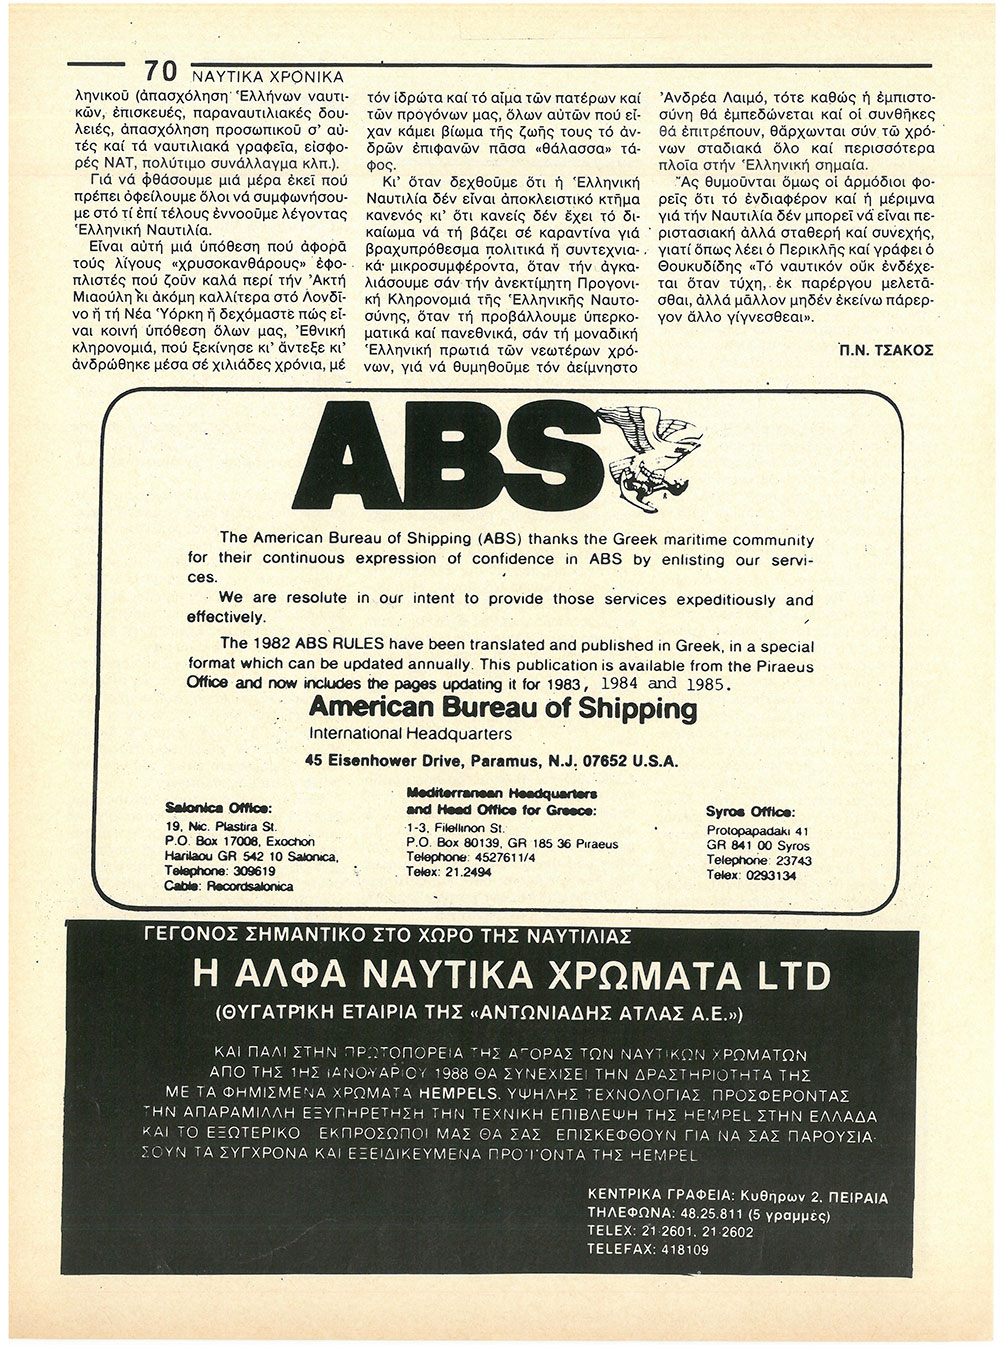 70 ΝΑΥΤΙΚΑ ΧΡΟΝΙΚΑ
ληνικοῦ (ἀπασχόληση Ἑλλήνων ναυτι-
κῶν, ἐπισκευές, παραναυτιλιακές δου-
λειές, ἀπασχόληση προσωπικοῦ σ' αὐ-
τές καί τά ναυτιλιακά γραφεῖα, εἰσφο-
ρές ΝΑΤ, πολύτιμο συνάλλαγμα κλπ.).
Γιά νά φθάσουμε μιά μέρα ἐκεῖ πού
πρέπει ὀφείλουμε ὅλοι νά συμφωνήσου-
με στό τί ἐπί τέλους ἐννοοῦμε λέγοντας
Ἑλληνική Ναυτιλία.
Εἶναι αὐτή μιά ὑπόθεση πού ἀφορᾶ
τούς λίγους «χρυσοκανθάρους» ἐφο-
πλιστές πού ζοῦν καλά περί τήν Ἀκτή
Μιαούλη κι ἀκόμη καλλίτερα στό Λονδί-
νο ἤ τή Νέα Ὑόρκη ἤ δεχόμαστε πώς εἶ-
ναι κοινή ὑπόθεση ὅλων μας, Ἐθνική
κληρονομιά, πού ξεκίνησε κι' ἄντεξε κι'
ἀνδρώθηκε μέσα σέ χιλιάδες χρόνια, μέ
τόν ἱδρώτα καί τό αἷμα τῶν πατέρων καί
τῶν προγόνων μας, ὅλων αὐτῶν πού εἶ-
χαν κάμει βίωμα τῆς ζωῆς τους τό ἀν-
δρῶν ἐπιφανῶν πᾶσα «θάλασσα» τά-
φος.
Κι' ὅταν δεχθοῦμε ὅτι ἡ Ἑλληνική
Ναυτιλία δέν εἶναι ἀποκλειστικό κτῆμα
κανενός κι' ὅτι κανείς δέν ἔχει τό δι-
καίωμα νά τή βάζει σέ καραντίνα γιά
βραχυπρόθεσμα πολιτικά ἤ συντεχνια-
κά μικροσυμφέροντα, ὅταν τήν ἀγκα-
λιάσουμε σάν τήν ἀνεκτίμητη Προγονι-
κή Κληρονομιά τῆς Ἑλληνικῆς Ναυτο-
σύνης, ὅταν τή προβάλλουμε ὑπερκο-
ματικά καί πανεθνικά, σάν τή μοναδική
Ἑλληνική πρωτιά τῶν νεωτέρων χρό-
νων, γιά νά θυμηθοῦμε τόν ἀείμνηστο
Ἀνδρέα Λαιμό, τότε καθώς ἡ ἐμπιστο-
σύνη θά ἐμπεδώνεται καί οἱ συνθῆκες
θά ἐπιτρέπουν, θἄρχωνται σύν τῶ χρό-
νων σταδιακά ὅλο καί περισσότερα
πλοῖα στήν Ἑλληνική σημαία.
Ἄς θυμοῦνται ὅμως οἱ ἁρμόδιοι φο-
ρεῖς ὅτι τό ἐνδιαφέρον καί ἡ μέριμνα
γιά τήν Ναυτιλία δέν μπορεῖ νά εἶναι πε-
ριστασιακή ἀλλά σταθερή καί συνεχής,
γιατί ὅπως λέει ὁ Περικλῆς καί γράφει ὁ
Θουκυδίδης «Τό ναυτικόν οὐκ ἐνδέχε-
ται ὅταν τύχη, ἐκ παρέργου μελετᾶ-
σθαι, ἀλλά μᾶλλον μηδέν ἐκείνω πάρερ-
γον ἄλλο γίγνεσθεαι».
Π.Ν. ΤΣΑΚΟΣ
ABS
The American Bureau of Shipping (ABS) thanks the Greek maritime community
for their continuous expression of confidence in ABS by enlisting our servi-
ces.
We are resolute in our intent to provide those services expeditiously and
effectively.
The 1982 ABS RULES have been translated and published in Greek, in a special
format which can be updated annually. This publication is available from the Piraeus
Office and now includes the pages updating it for 1983, 1984 and 1985.
American Bureau of Shipping
International Headquarters
45 Eisenhower Drive, Paramus, N.J. 07652 U.S.A.
Salonica Office:
19, Nic. Plastira St.
P.O. Box 17008, Exochon
Harilaou GR 542 10 Salonica,
Telephone: 309619
Cable: Recordsalonica
Mediterranean Headquarters
and Head Office for Greece:
1-3, Filellinon St.
P.O. Box 80139, GR 185 36 Piraeus
Telephone: 4527611/4
Telex: 21.2494
Syros Office:
Protopapadaki 41
GR 841 00 Syros
Telephone: 23743
Telex: 0293134
ΓΕΓΟΝΟΣ ΣΗΜΑΝΤΙΚΟ ΣΤΟ ΧΩΡΟ ΤΗΣ ΝΑΥΤΙΛΙΑΣ
Η ΑΛΦΑ ΝΑΥΤΙΚΑ ΧΡΩΜΑΤΑ LTD
(ΘΥΓΑΤΡΙΚΗ ΕΤΑΙΡΙΑ ΤΗΣ «ΑΝΤΩΝΙΑΔΗΣ ΑΤΛΑΣ Α.Ε.»)
ΚΑΙ ΠΑΛΙ ΣΤΗΝ ΠΡΩΤΟΠΟΡΕΙΑ ΤΗΣ ΑΓΟΡΑΣ ΤΩΝ ΝΑΥΤΙΚΩΝ ΧΡΩΜΑΤΩΝ
ΑΠΟ ΤΗΣ 1ΗΣ ΙΑΝΟΥΑΡΙΟΥ 1988 ΘΑ ΣΥΝΕΧΙΣΕΙ ΤΗΝ ΔΡΑΣΤΗΡΙΟΤΗΤΑ ΤΗΣ
ΜΕ ΤΑ ΦΗΜΙΣΜΕΝΑ ΧΡΩΜΑΤΑ HEMPELS, ΥΨΗΛΗΣ ΤΕΧΝΟΛΟΓΙΑΣ, ΠΡΟΣΦΕΡΟΝΤΑΣ
ΤΗΝ ΑΠΑΡΑΜΙΛΛΗ ΕΞΥΠΗΡΕΤΗΣΗ ΤΗΝ ΤΕΧΝΙΚΗ ΕΠΙΒΛΕΨΗ ΤΗΣ HEMPEL ΣΤΗΝ ΕΛΛΑΔΑ
ΚΑΙ ΤΟ ΕΞΩΤΕΡΙΚΟ ΕΚΠΡΟΣΩΠΟΙ ΜΑΣ ΘΑ ΣΑΣ ΕΠΙΣΚΕΦΘΟΥΝ ΓΙΑ ΝΑ ΣΑΣ ΠΑΡΟΥΣΙΑ-
ΣΟΥΝ ΤΑ ΣΥΓΧΡΟΝΑ ΚΑΙ ΕΞΕΙΔΙΚΕΥΜΕΝΑ ΠΡΟΪΟΝΤΑ ΤΗΣ HEMPEL
ΚΕΝΤΡΙΚΑ ΓΡΑΦΕΙΑ: Κυθηρων 2, ΠΕΙΡΑΙΑ
ΤΗΛΕΦΩΝΑ: 48.25.811 (5 γραμμές)
TELEX: 21-2601, 21-2602
TELEFAX: 418109